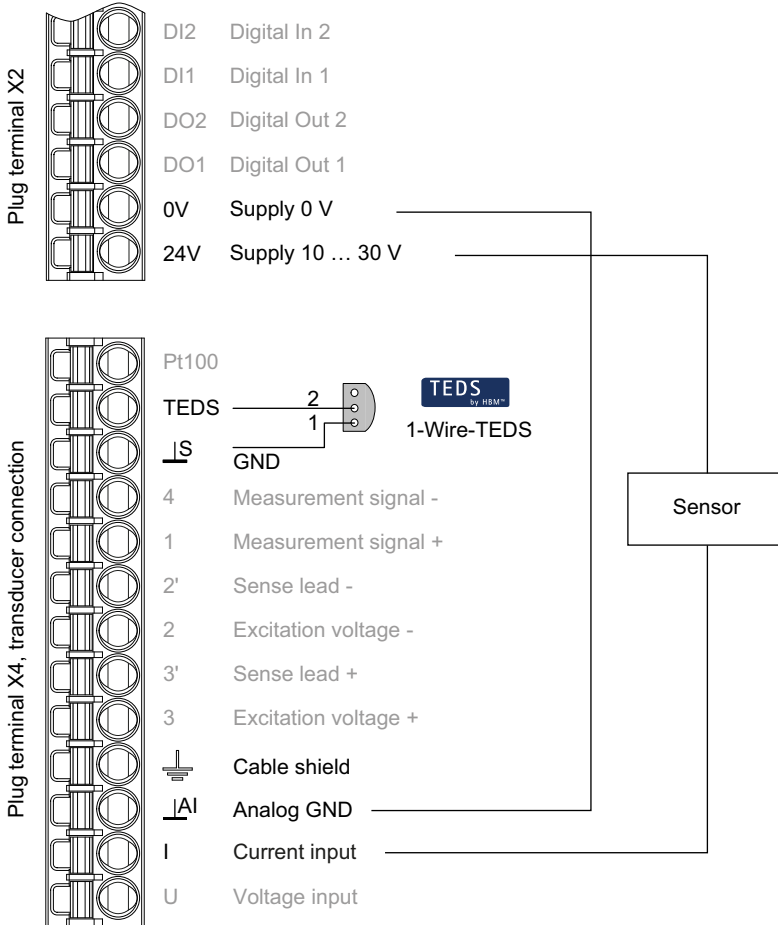 Plug terminal X2
DI2 Digital In 2
DI1 Digital In 1
DO2 Digital Out 2
DO1 Digital Out 1
0V Supply 0 V
24V Supply 10 … 30 V
Plug terminal X4, transducer connection
Pt100
TEDS 2
1
S GND
TEDS
by HBM™
1-Wire-TEDS
4 Measurement signal -
1 Measurement signal +
2' Sense lead -
2 Excitation voltage -
3' Sense lead +
3 Excitation voltage +
Cable shield
AI Analog GND
I Current input
U Voltage input
Sensor